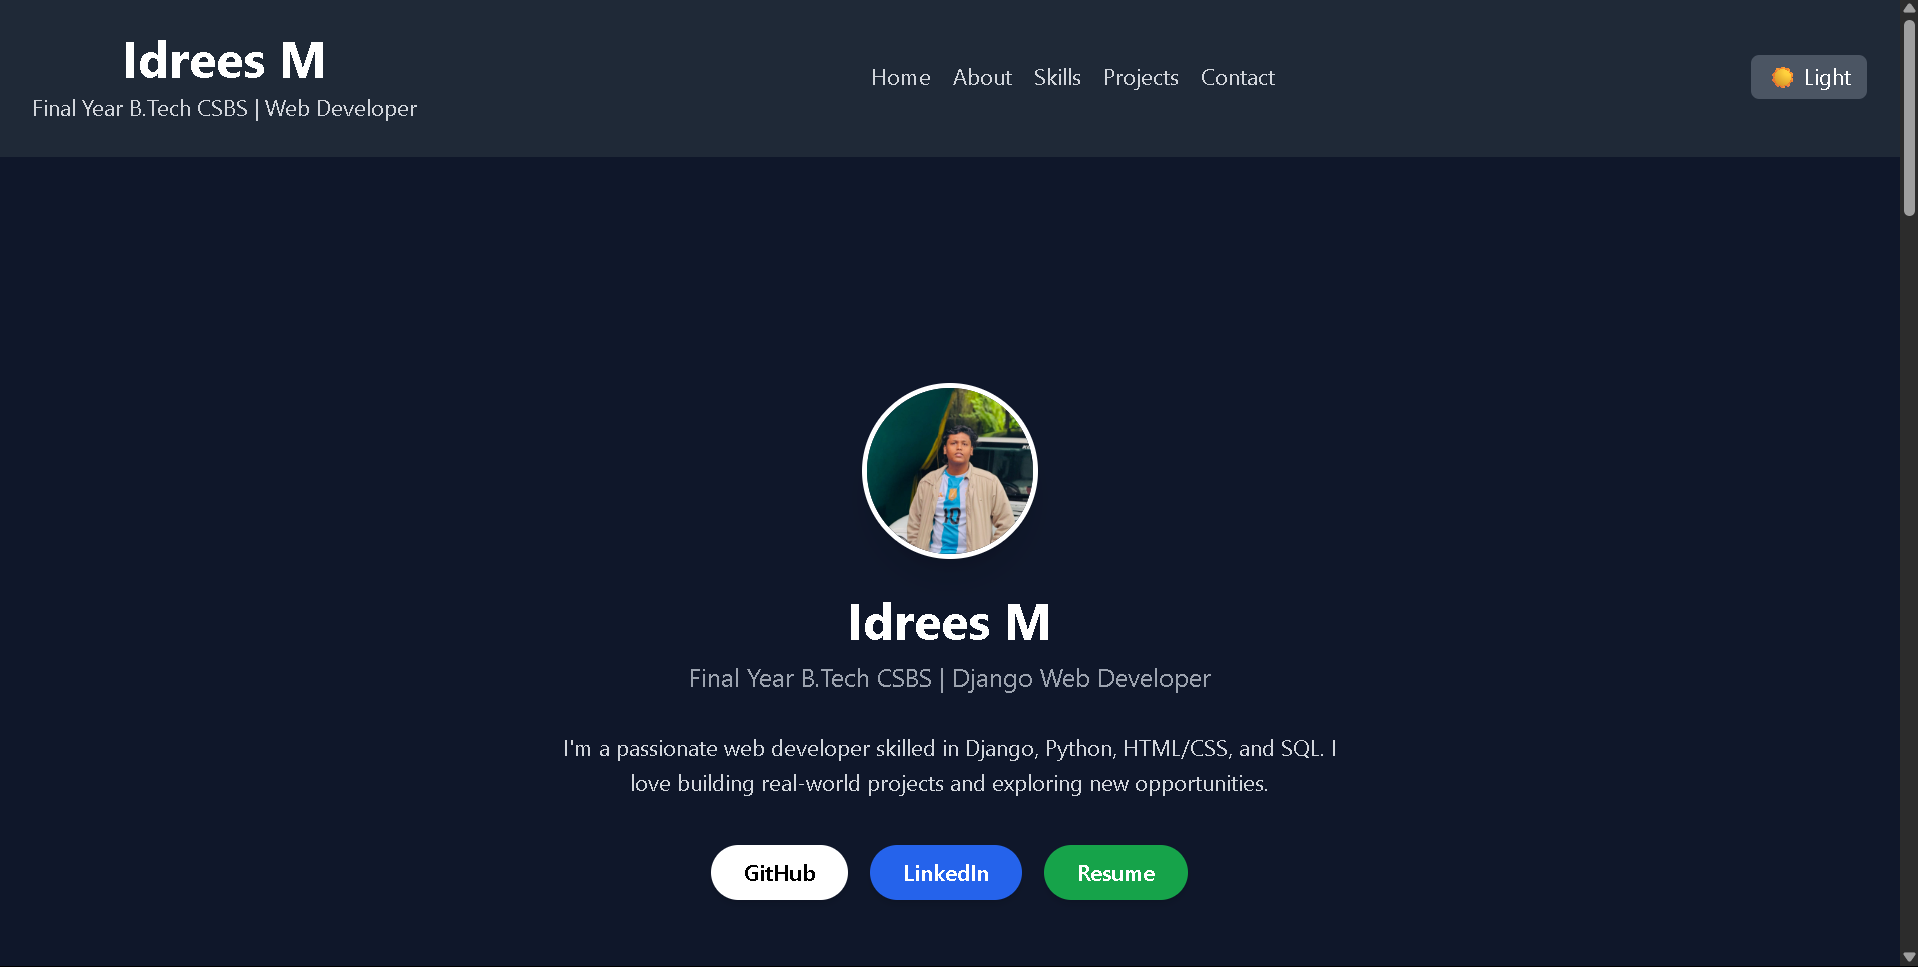 Idrees M
Final Year B.Tech CSBS | Web Developer
Home About Skills Projects Contact
Light
10
Idrees M
Final Year B.Tech CSBS | Django Web Developer
I'm a passionate web developer skilled in Django, Python, HTML/CSS, and SQL. I
love building real-world projects and exploring new opportunities.
GitHub LinkedIn Resume